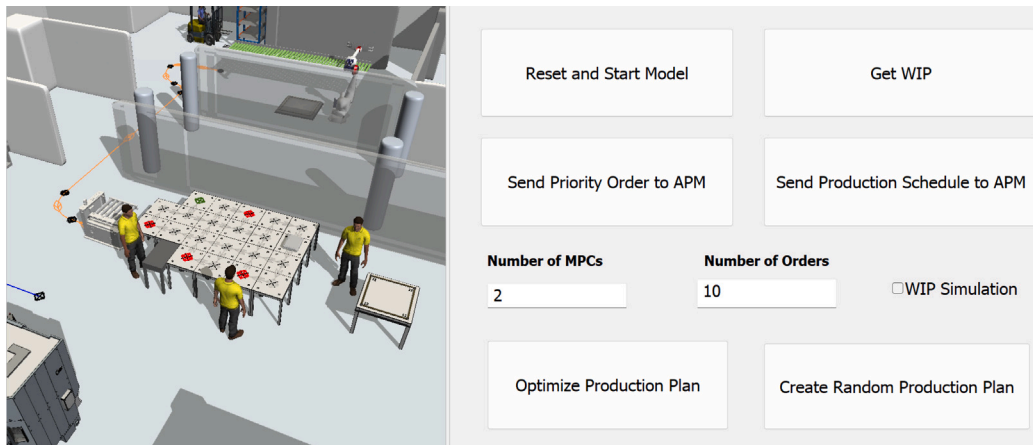 Reset and Start Model
Get WIP
Send Priority Order to APM
Send Production Schedule to APM
Number of MPCs
Number of Orders
2
10
WIP Simulation
Optimize Production Plan
Create Random Production Plan